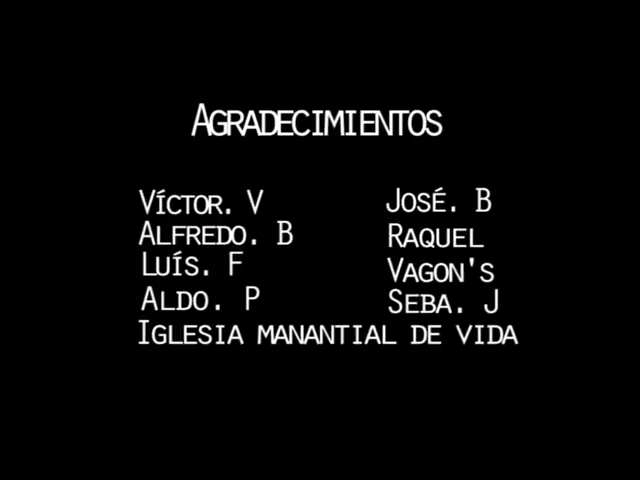 AGRADECIMIENTOS
VÍCTOR. V
ALFREDO. B
LUÍS. F
ALDO. P
JOSÉ. B
RAQUEL
VAGON'S
SEBA. J
IGLESIA MANANTIAL DE VIDA